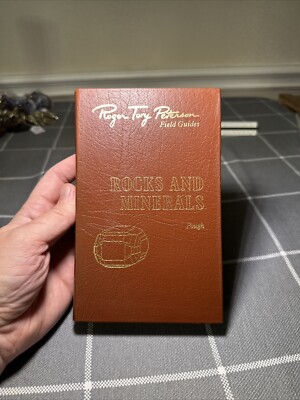 Roger Tory Peterson
Field Guides
ROCKS AND
MINERALS
Pough